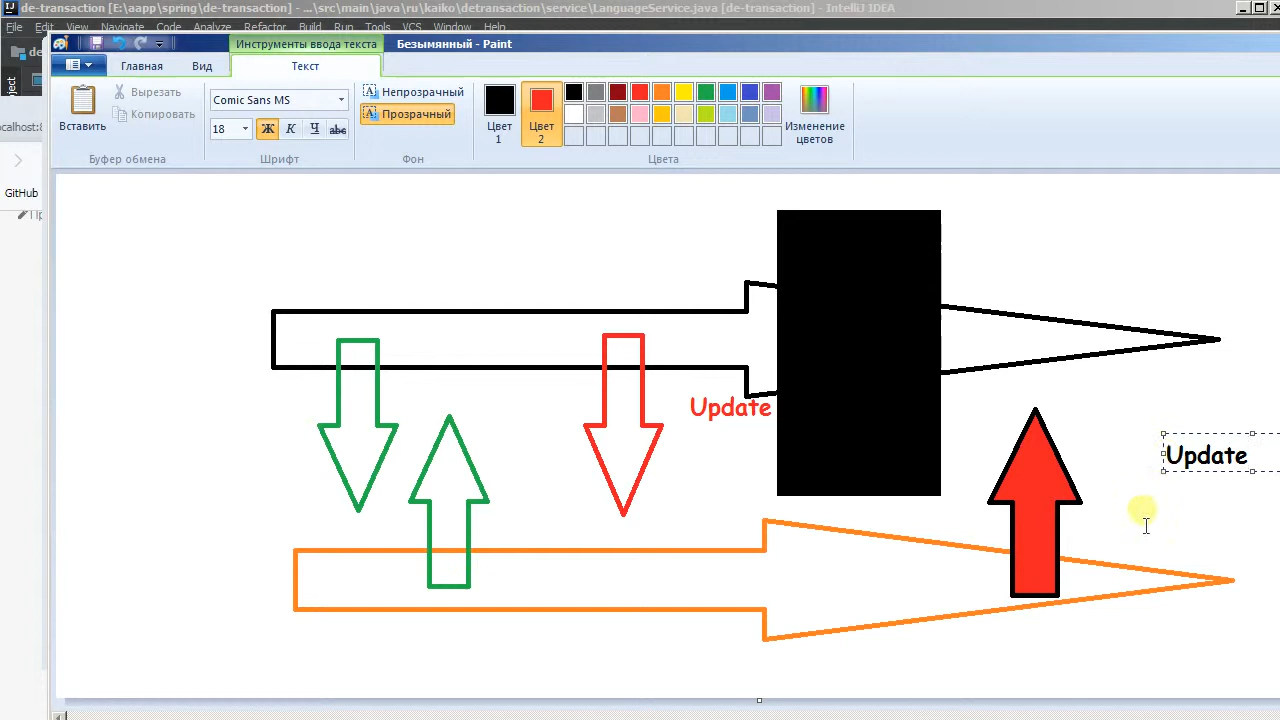 de-transaction [E:\aapp\spring\de-transaction] - ...\src\main\java\ru\kaiko\detransaction\service\LanguageService.java [de-transaction] - IntelliJ IDEA
File Edit View Navigate Code Analyze Refactor Build Run Tools VCS Window Help
Инструменты ввода текста Безымянный - Paint
Главная Вид Текст
Вставить
Вырезать
Копировать
Буфер обмена
Comic Sans MS
18 Ж К Ч abc
Шрифт
Непрозрачный
Прозрачный
Фон
Цвет 1
Цвет 2
Изменение цветов
Цвета
GitHub
Update
Update